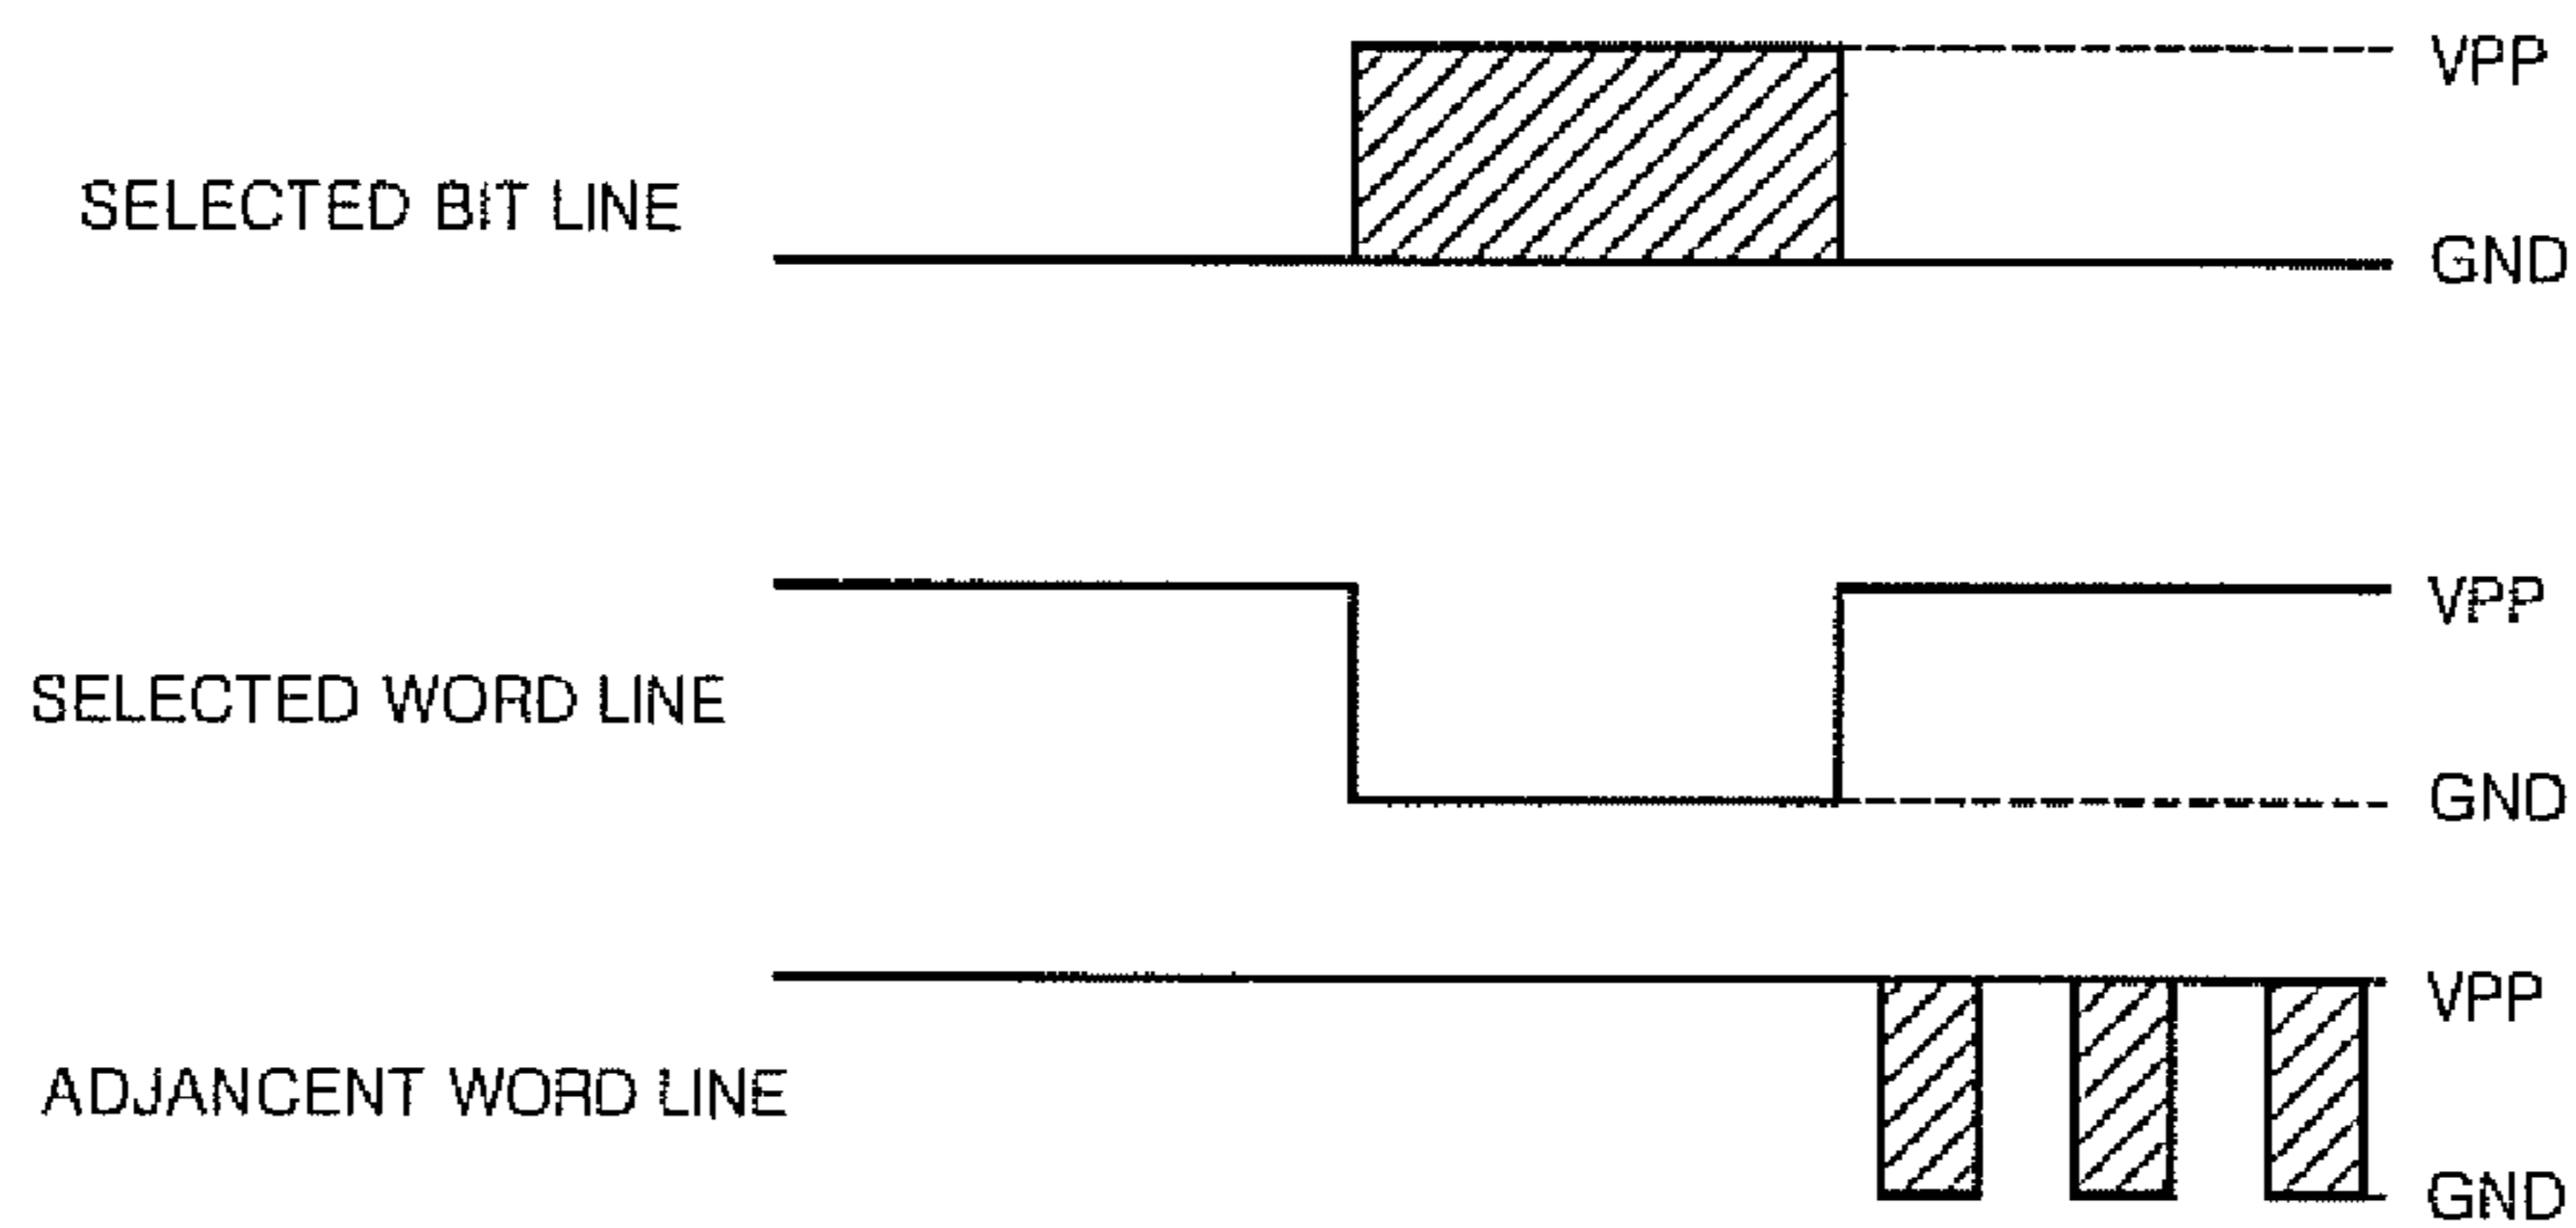 VPP
SELECTED BIT LINE
GND
VPP
SELECTED WORD LINE
GND
VPP
ADJANCENT WORD LINE
GND